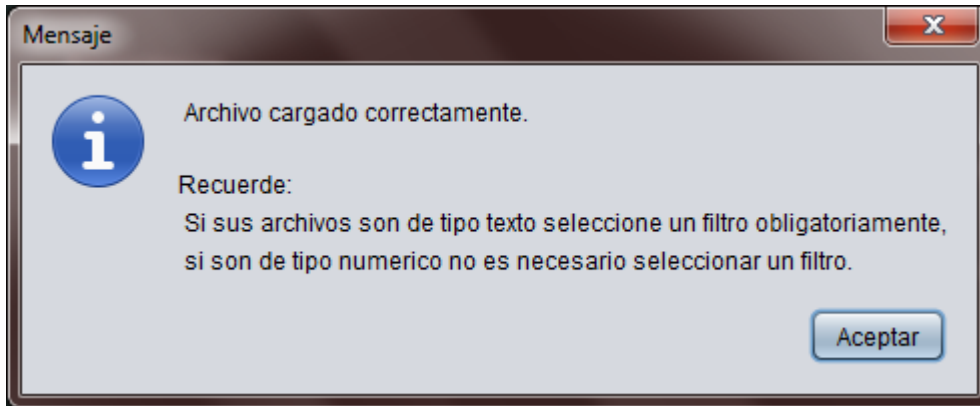 Mensaje
Archivo cargado correctamente.
Recuerde:
Si sus archivos son de tipo texto seleccione un filtro obligatoriamente,
si son de tipo numerico no es necesario seleccionar un filtro.
Aceptar